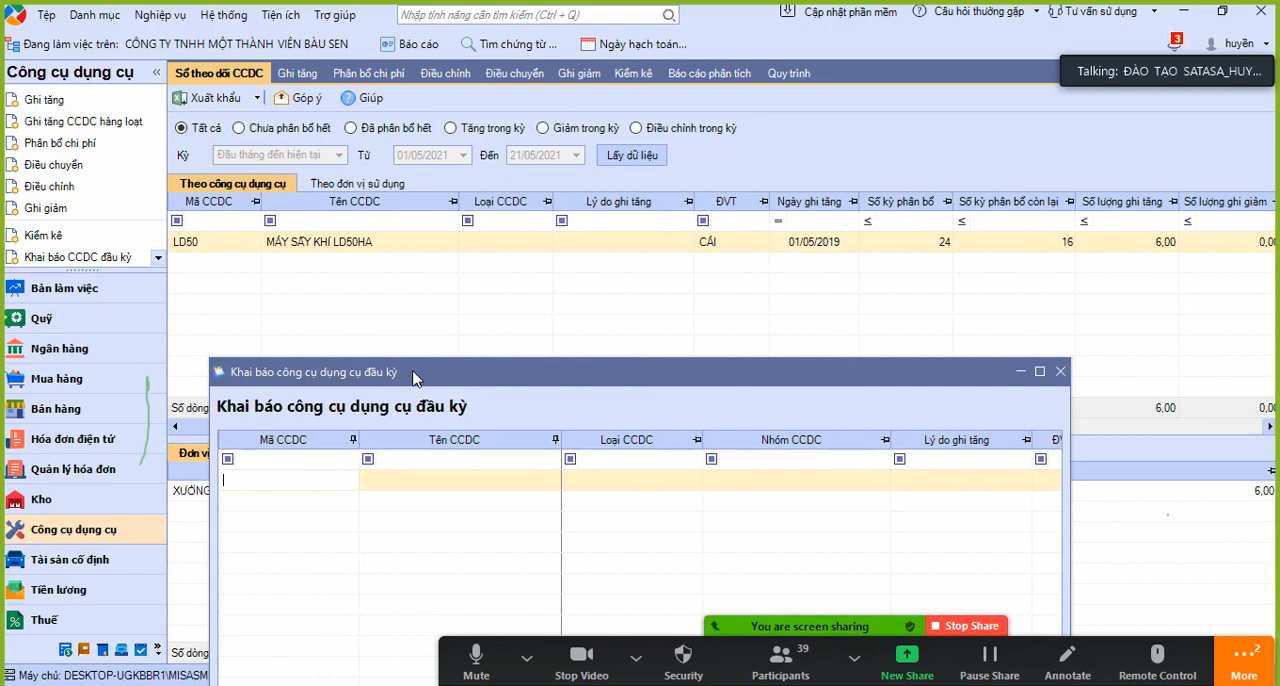 Tệp Danh mục Nghiệp vụ Hệ thống Tiện ích Trợ giúp Nhập tính năng cần tìm kiếm (Ctrl + Q) Cập nhật phần mềm Câu hỏi thường gặp Tư vấn sử dụng
Đang làm việc trên: CÔNG TY TNHH MỘT THÀNH VIÊN BÀU SEN Báo cáo Tìm chứng từ ... Ngày hạch toán... 3 huyền
Công cụ dụng cụ «
Sổ theo dõi CCDC Ghi tăng Phân bổ chi phí Điều chỉnh Điều chuyển Ghi giảm Kiểm kê Báo cáo phân tích Quy trình
Talking: ĐÀO TẠO SATASA_HUY...
Ghi tăng
Ghi tăng CCDC hàng loạt
Phân bổ chi phí
Điều chuyển
Điều chỉnh
Ghi giảm
Kiểm kê
Khai báo CCDC đầu kỳ
Bàn làm việc
Quỹ
Ngân hàng
Mua hàng
Bán hàng
Hóa đơn điện tử
Quản lý hóa đơn
Kho
Công cụ dụng cụ
Tài sản cố định
Tiền lương
Thuế
Xuất khẩu Góp ý Giúp
Tất cả Chưa phân bổ hết Đã phân bổ hết Tăng trong kỳ Giảm trong kỳ Điều chỉnh trong kỳ
Kỳ Đầu tháng đến hiện tại Từ 01/05/2021 Đến 21/05/2021 Lấy dữ liệu
Theo công cụ dụng cụ Theo đơn vị sử dụng
Mã CCDC Tên CCDC Loại CCDC Lý do ghi tăng ĐVT Ngày ghi tăng Số kỳ phân bổ Số kỳ phân bổ còn lại Số lượng ghi tăng Số lượng ghi giảm
= ≤ ≤ ≤ ≤
LD50 MÁY SẤY KHÍ LD50HA CÁI 01/05/2019 24 16 6,00 0,00
Số dòng 6,00 0,00
Đơn vị
XƯỞNG 6,00
Số dòng
Khai báo công cụ dụng cụ đầu kỳ
Khai báo công cụ dụng cụ đầu kỳ
Mã CCDC Tên CCDC Loại CCDC Nhóm CCDC Lý do ghi tăng
You are screen sharing Stop Share
Mute Stop Video Security Participants 39 New Share Pause Share Annotate Remote Control More 2
Máy chủ: DESKTOP-UGKBBR1\MISASM